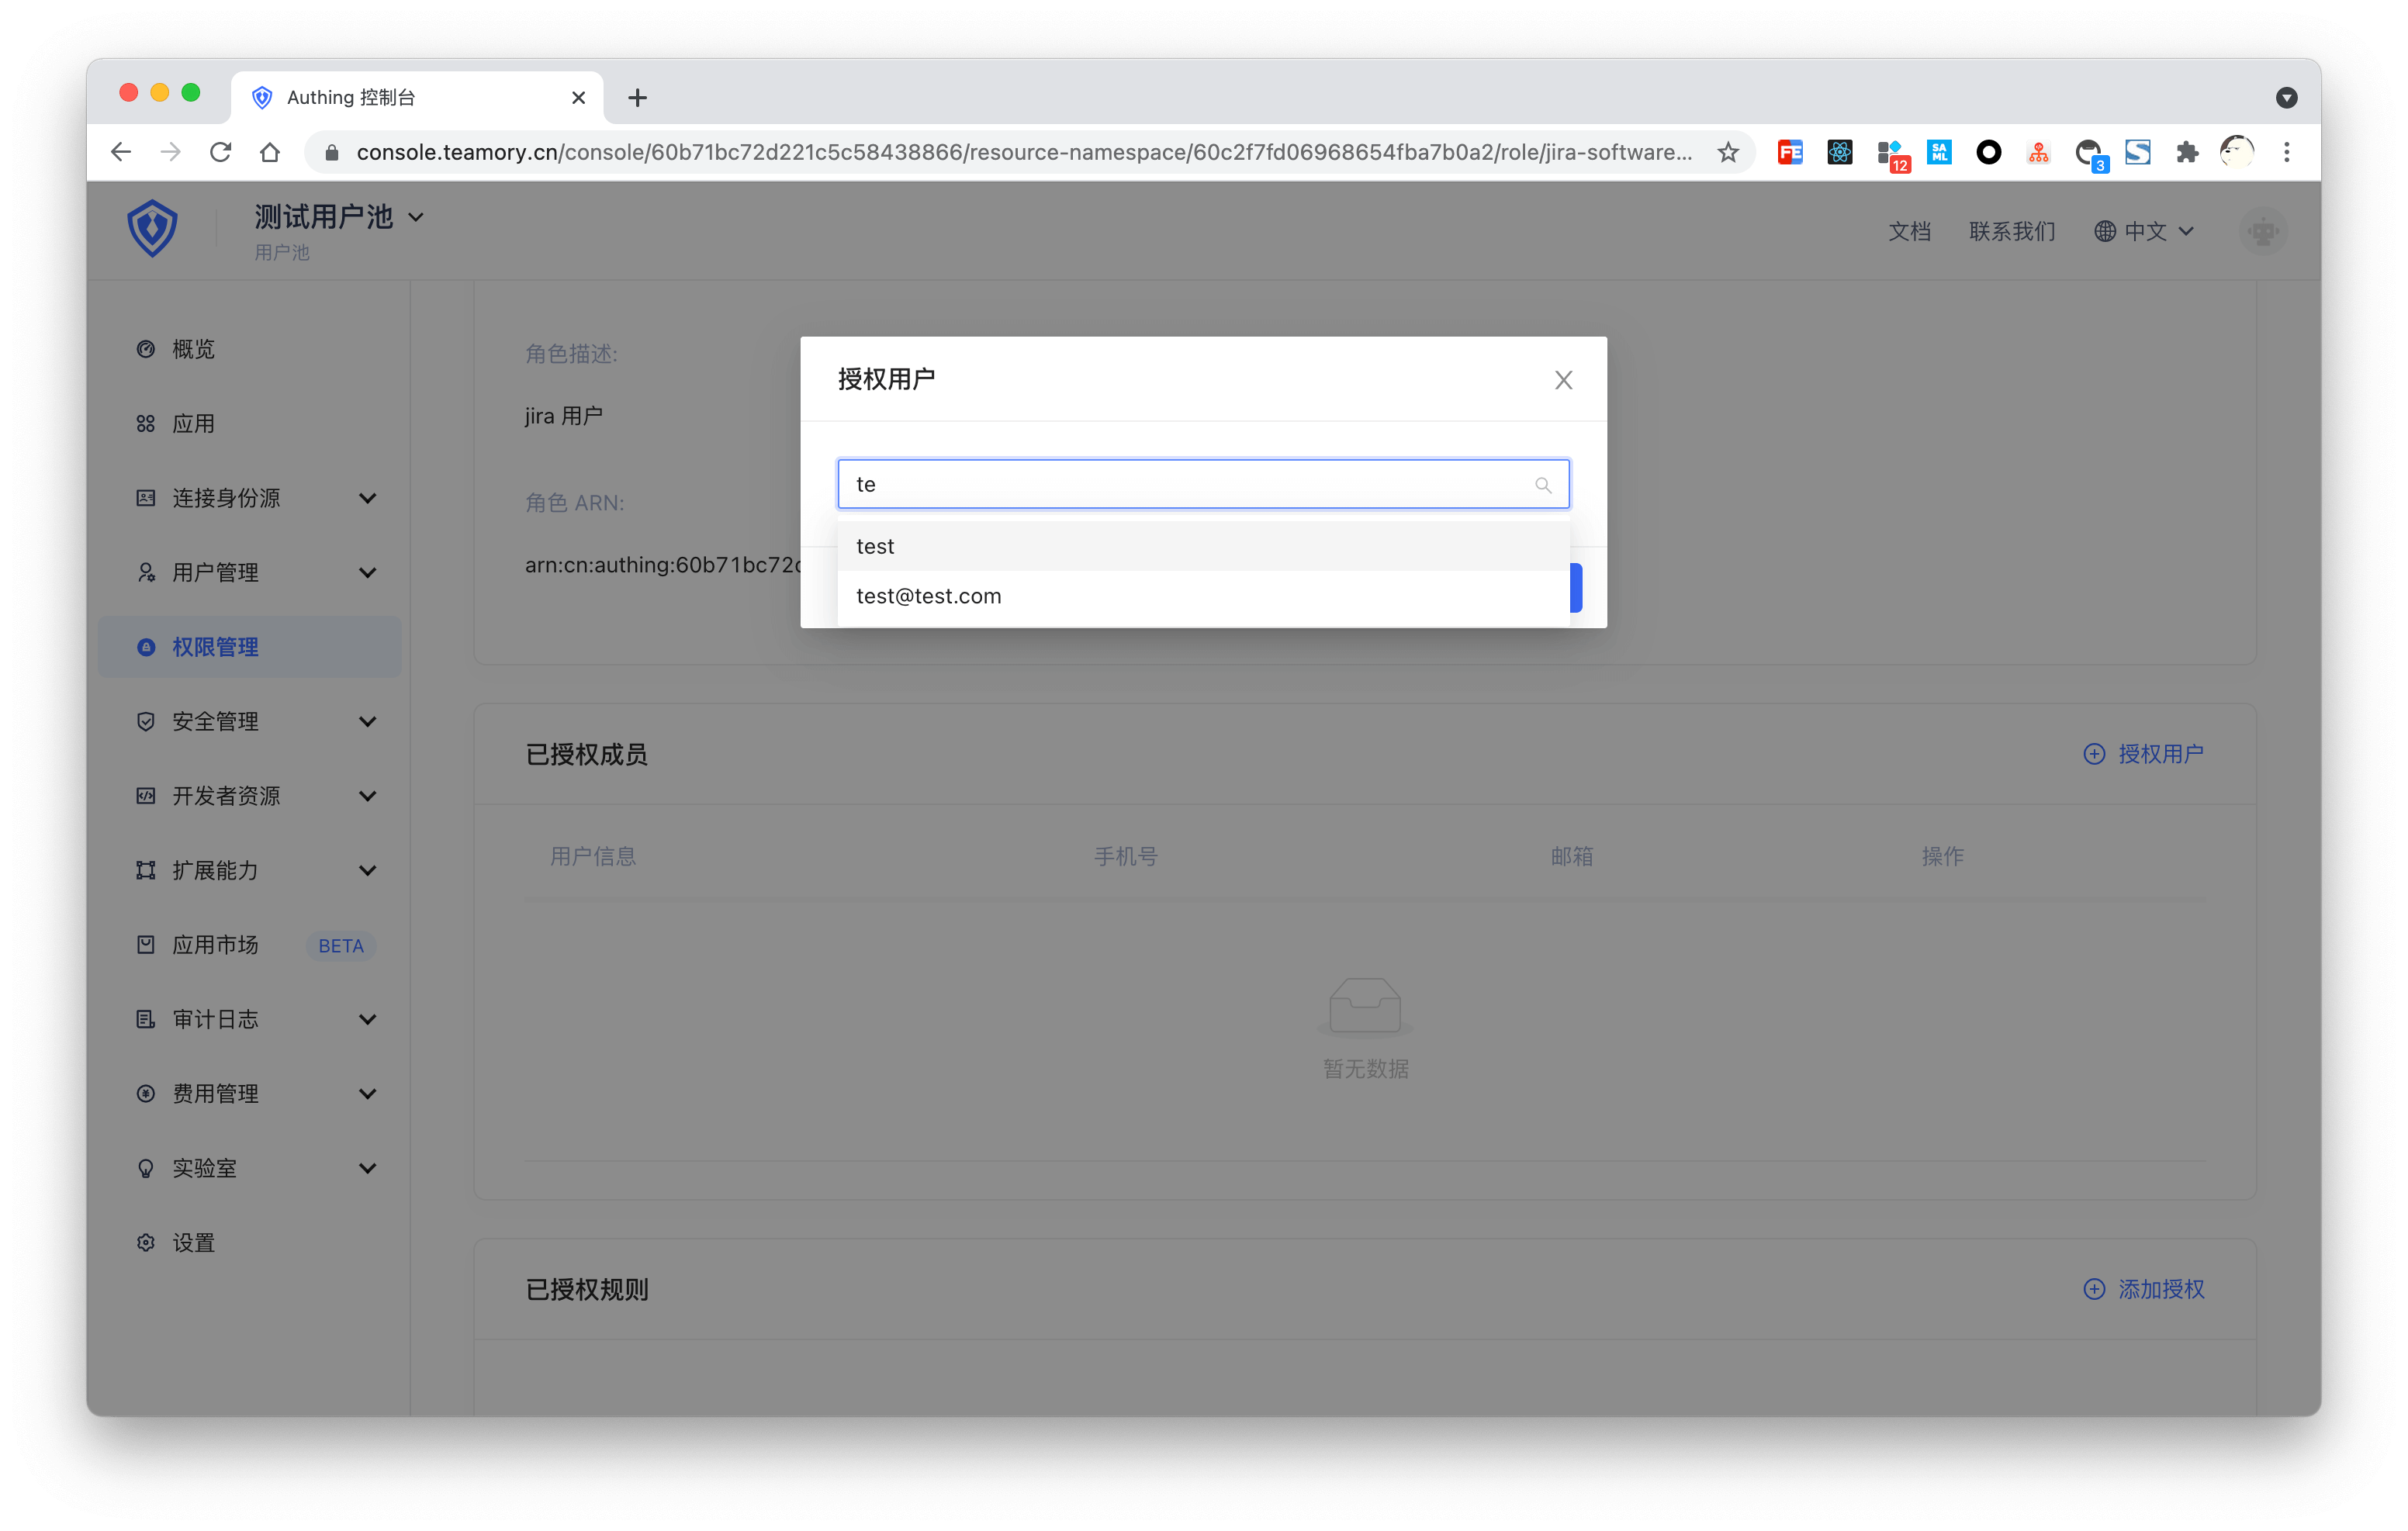 Authing 控制台
console.teamory.cn/console/60b71bc72d221c5c58438866/resource-namespace/60c2f7fd06968654fba7b0a2/role/jira-software...
FE
12
SA
ML
3
测试用户池
用户池
文档
联系我们
中文
概览
应用
连接身份源
用户管理
权限管理
安全管理
开发者资源
扩展能力
应用市场
BETA
审计日志
费用管理
实验室
设置
角色描述:
jira 用户
角色 ARN:
arn:cn:authing:60b71bc72
授权用户
te
test
test@test.com
已授权成员
授权用户
用户信息
手机号
邮箱
操作
暂无数据
已授权规则
添加授权